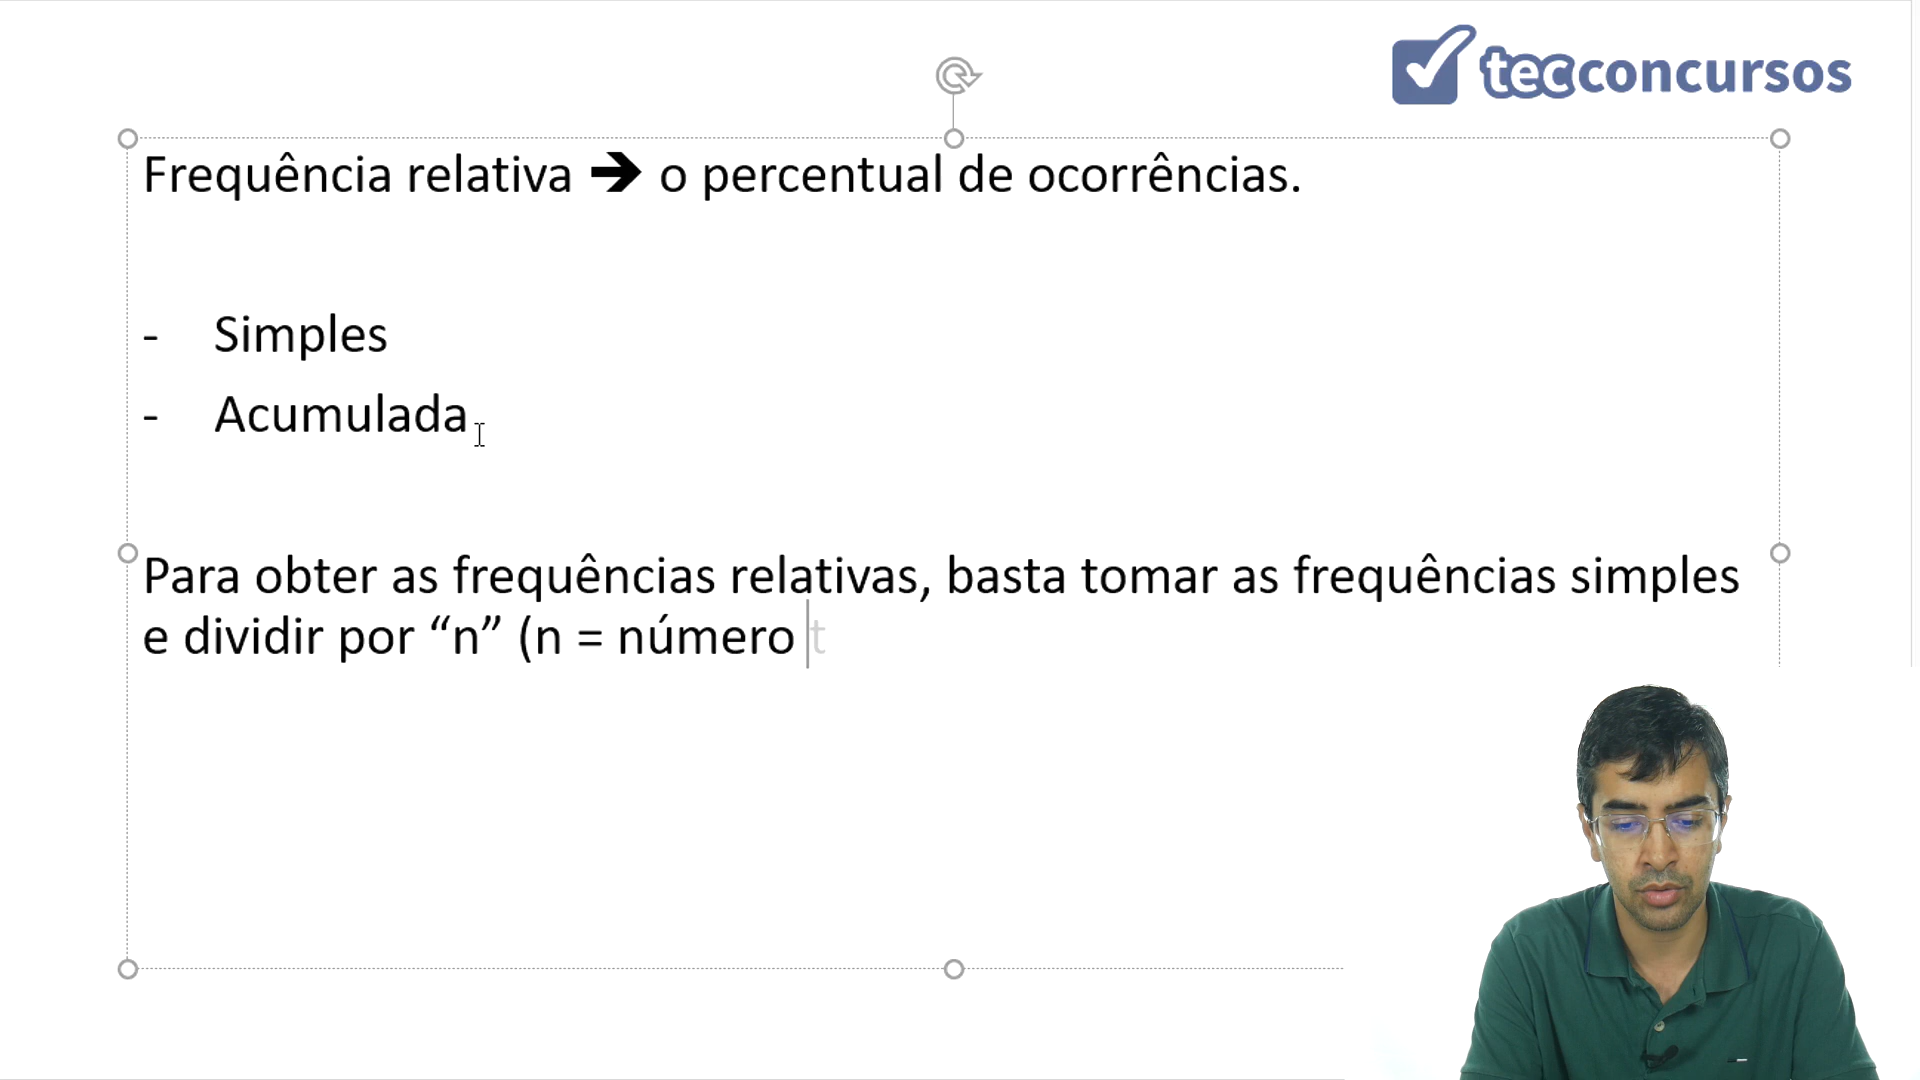 tecconcursos
Frequência relativa ➔ o percentual de ocorrências.
- Simples
- Acumulada
Para obter as frequências relativas, basta tomar as frequências simples
e dividir por “n” (n = número t